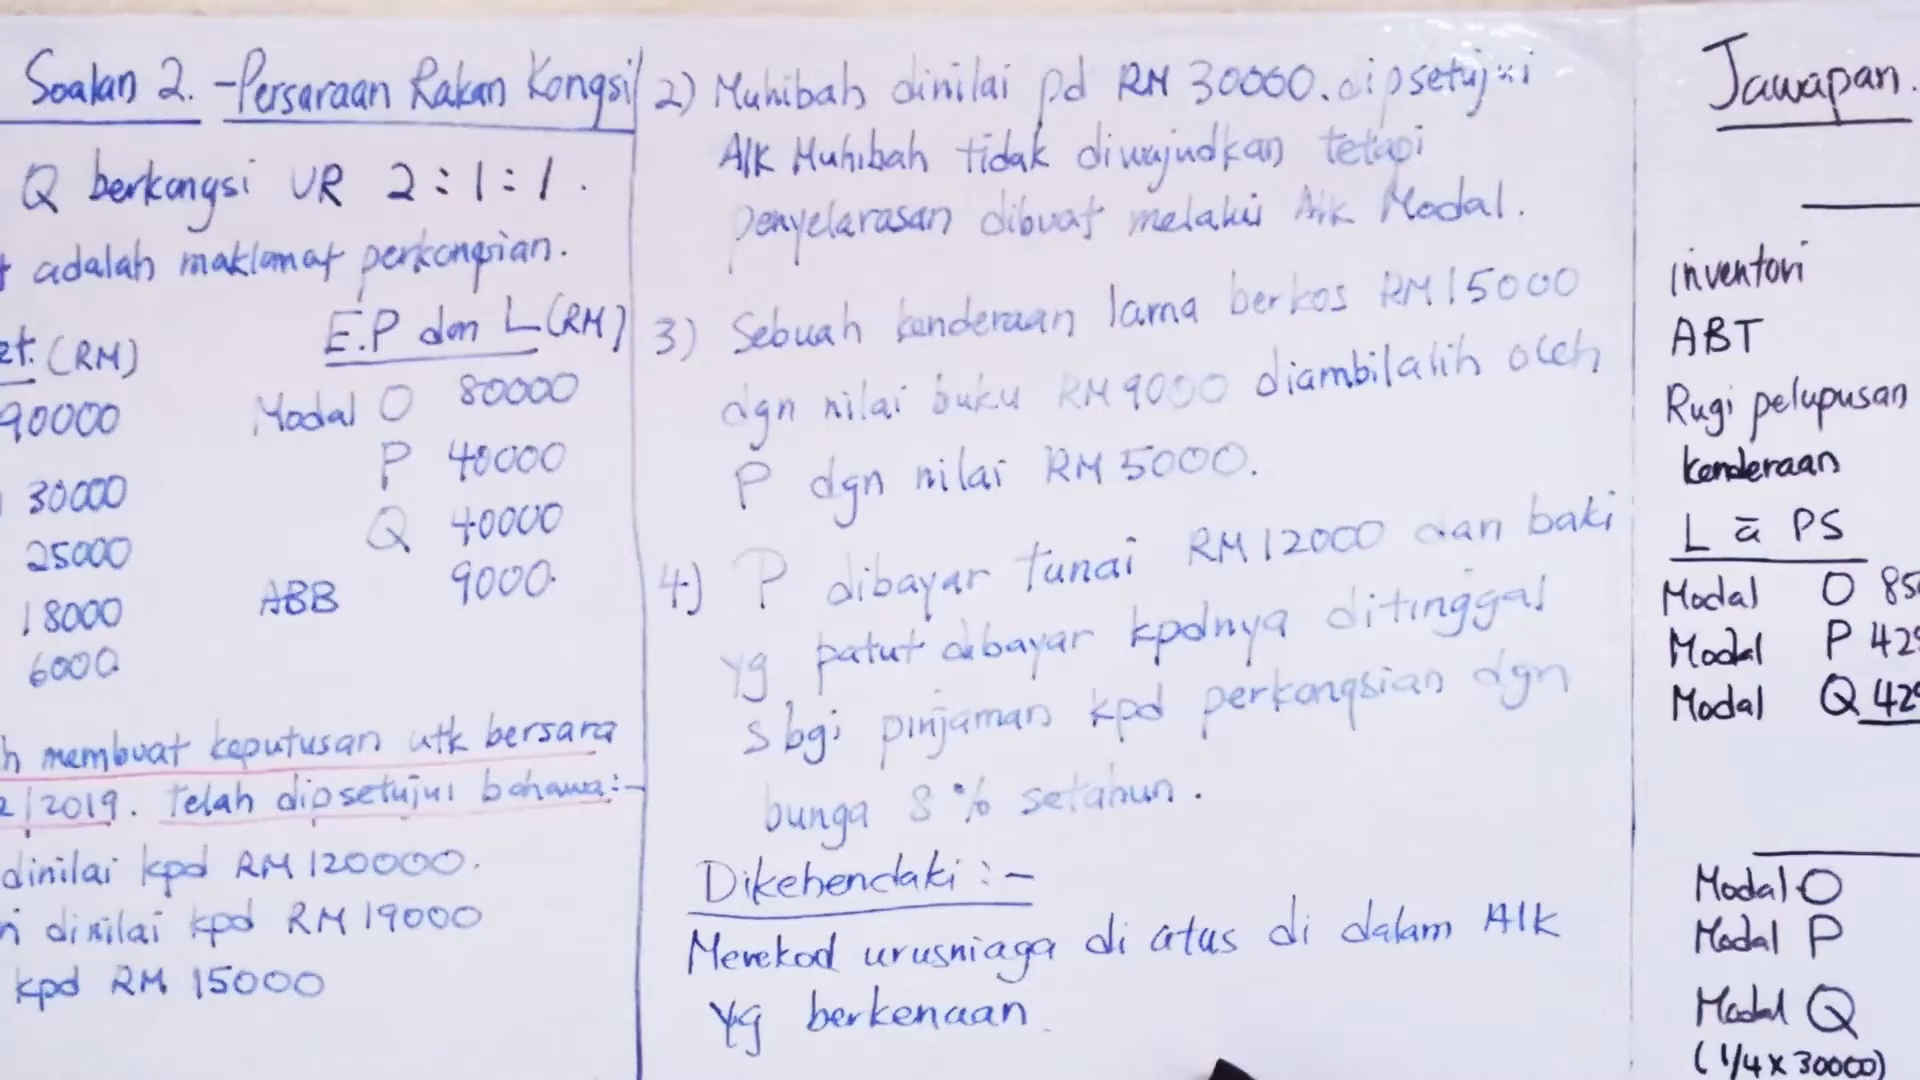 Soalan 2. - Persaraan Rakan Kongsi
Q berkongsi UR 2 : 1 : 1 .
adalah maklumat perkongsian.
et. (RM)
E.P dan L (RM)
90000
Modal O 80000
P 40000
30000
Q 40000
25000
ABB 9000
18000
6000
h membuat keputusan utk bersara
2/2019. Telah dipsetujui bahawa:-
dinilai kpd RM 120000.
i dinilai kpd RM 19000
kpd RM 15000
2) Muhibah dinilai pd RM 30000. dipsetujui
A/K Muhibah tidak diwujudkan tetapi
penyelarasan dibuat melalui A/k Modal.
3) Sebuah kenderaan lama berkos RM 15000
dgn nilai buku RM 9000 diambilalih oleh
P dgn nilai RM 5000.
4) P dibayar tunai RM 12000 dan baki
yg patut dibayar kpdnya ditinggal
sbgi pinjaman kpd perkongsian dgn
bunga 8 % setahun .
Dikehendaki : -
Merekod urusniaga di atas di dalam A/K
yg berkenaan
Jawapan.
inventori
ABT
Rugi pelupusan
kenderaan
L a PS
Modal O 85
Modal P 42
Modal Q 42
Modal O
Modal P
Modal Q
(1/4 x 30000)